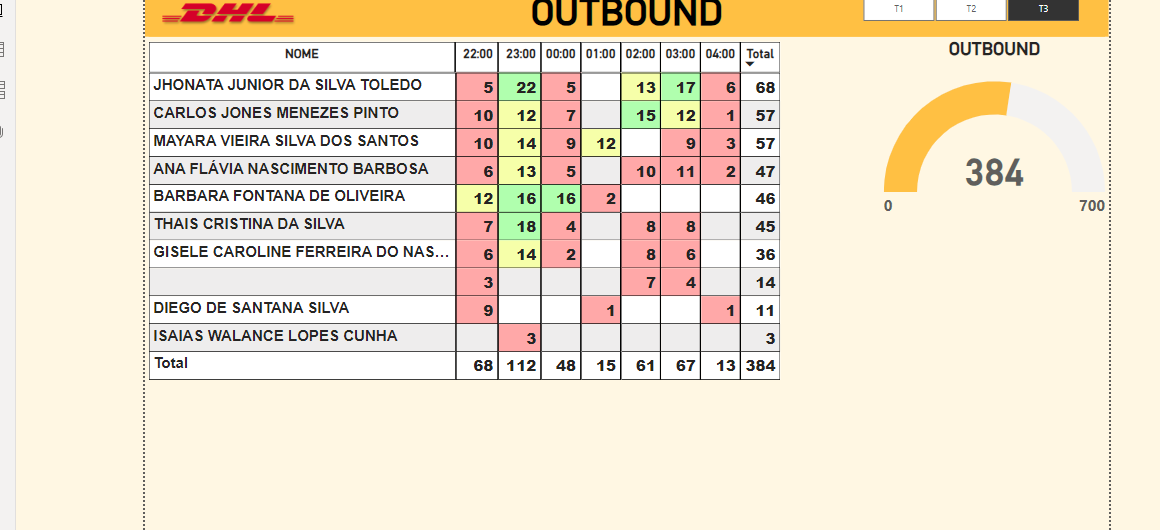 DHL OUTBOUND T1 T2 T3
NOME 22:00 23:00 00:00 01:00 02:00 03:00 04:00 Total
OUTBOUND
JHONATA JUNIOR DA SILVA TOLEDO 5 22 5 13 17 6 68
CARLOS JONES MENEZES PINTO 10 12 7 15 12 1 57
MAYARA VIEIRA SILVA DOS SANTOS 10 14 9 12 9 3 57
ANA FLÁVIA NASCIMENTO BARBOSA 6 13 5 10 11 2 47
BARBARA FONTANA DE OLIVEIRA 12 16 16 2 46
THAIS CRISTINA DA SILVA 7 18 4 8 8 45
GISELE CAROLINE FERREIRA DO NAS... 6 14 2 8 6 36
3 7 4 14
DIEGO DE SANTANA SILVA 9 1 1 11
ISAIAS WALANCE LOPES CUNHA 3 3
Total 68 112 48 15 61 67 13 384
384
0 700